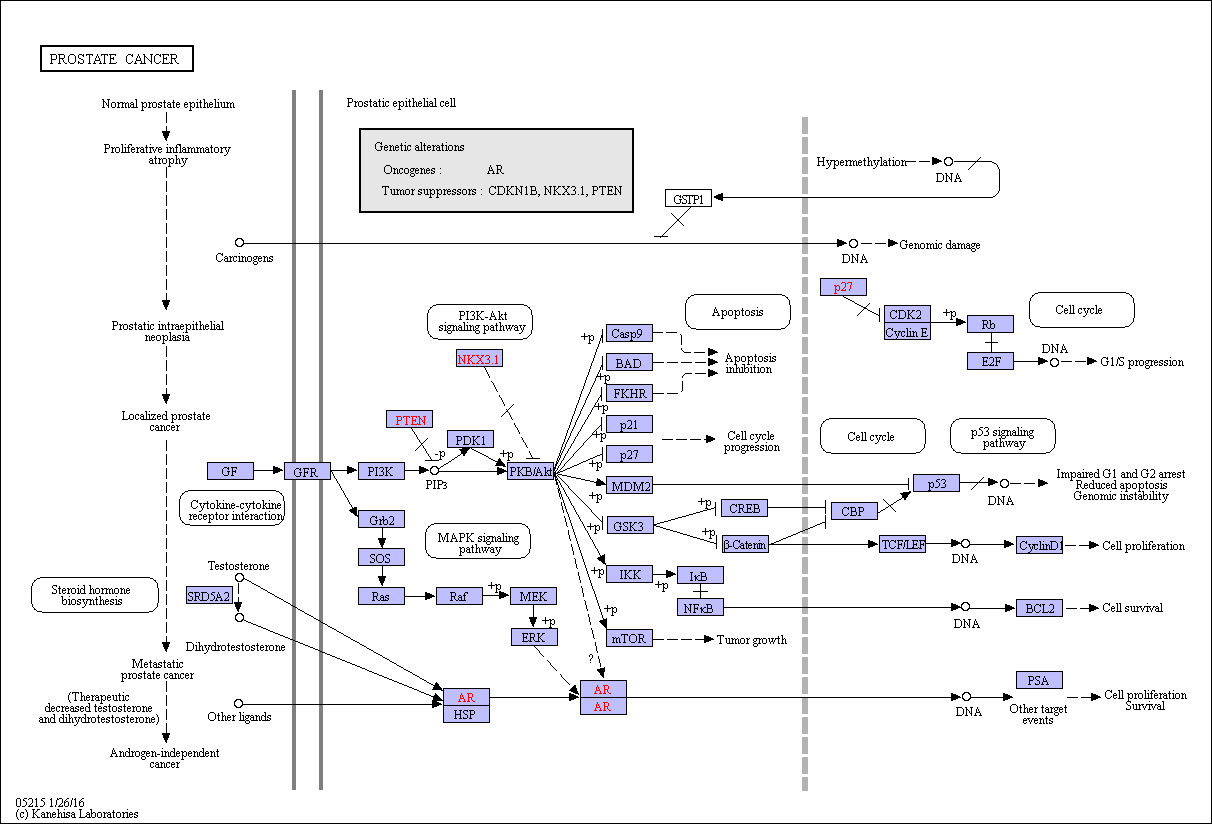 PROSTATE CANCER
Normal prostate epithelium
Proliferative inflammatory
atrophy
Prostatic intraepithelial
neoplasia
Localized prostate
cancer
Metastatic
prostate cancer
(Therapeutic
decreased testosterone
and dihydrotestosterone)
Androgen-independent
cancer
Prostatic epithelial cell
Genetic alterations
Oncogenes : AR
Tumor suppressors : CDKN1B, NKX3.1, PTEN
Hypermethylation
DNA
GSTP1
Carcinogens
DNA
Genomic damage
p27
CDK2
Cyclin E
+p
Rb
E2F
DNA
G1/S progression
Cell cycle
PI3K-Akt
signaling pathway
Apoptosis
NKX3.1
Casp9
BAD
FKHR
p21
p27
MDM2
GSK3
IKK
mTOR
+p
+p
+p
+p
+p
+p
+p
+p
+p
Apoptosis
inhibition
Cell cycle
progression
PTEN
PDK1
-p
+p
GF
GFR
PI3K
PIP3
PKB/Akt
Cell cycle
p53 signaling
pathway
p53
DNA
Impaired G1 and G2 arrest
Reduced apoptosis
Genomic instability
Cytokine-cytokine
receptor interaction
Grb2
SOS
Ras
Raf
+p
MEK
+p
ERK
MAPK signaling
pathway
+p
CREB
CBP
+p
β-Catenin
TCF/LEF
DNA
CyclinD1
Cell proliferation
+p
IκB
NFκB
DNA
BCL2
Cell survival
Tumor growth
Steroid hormone
biosynthesis
Testosterone
SRD5A2
Dihydrotestosterone
Other ligands
AR
HSP
?
AR
AR
DNA
PSA
Other target
events
Cell proliferation
Survival
05215 1/26/16
(c) Kanehisa Laboratories